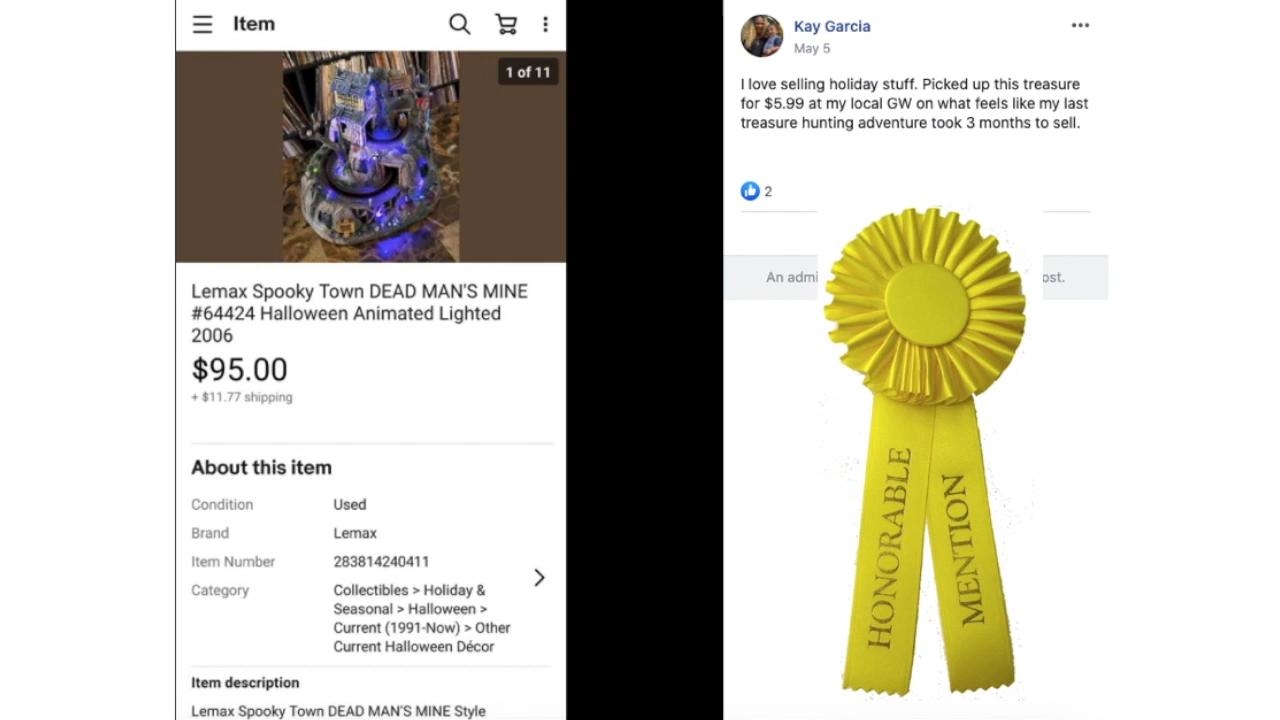 Item
1 of 11
Lemax Spooky Town DEAD MAN'S MINE
#64424 Halloween Animated Lighted
2006
$95.00
+ $11.77 shipping
About this item
Condition Used
Brand Lemax
Item Number 283814240411
Category Collectibles > Holiday &
Seasonal > Halloween >
Current (1991-Now) > Other
Current Halloween Décor
Item description
Lemax Spooky Town DEAD MAN'S MINE Style
Kay Garcia
May 5
I love selling holiday stuff. Picked up this treasure
for $5.99 at my local GW on what feels like my last
treasure hunting adventure took 3 months to sell.
2
An admi
ost.
HONORABLE
MENTION